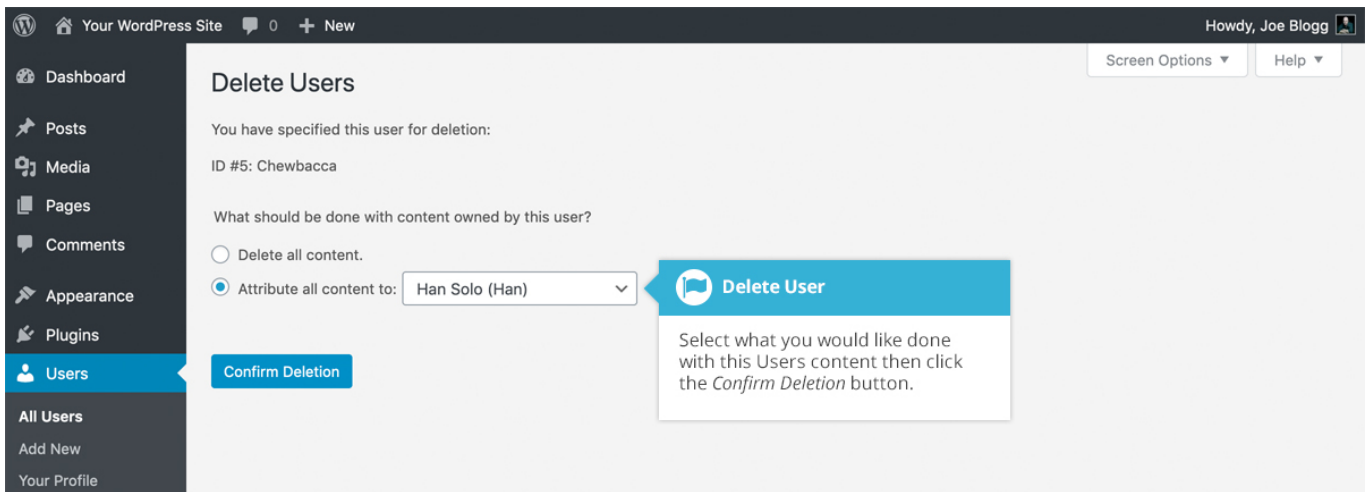 Your WordPress Site 0 New Howdy, Joe Blogg
Screen Options Help
Dashboard
Posts
Media
Pages
Comments
Appearance
Plugins
Users
All Users
Add New
Your Profile
Delete Users
You have specified this user for deletion:
ID #5: Chewbacca
What should be done with content owned by this user?
Delete all content.
Attribute all content to: Han Solo (Han)
Confirm Deletion
Delete User
Select what you would like done
with this Users content then click
the Confirm Deletion button.